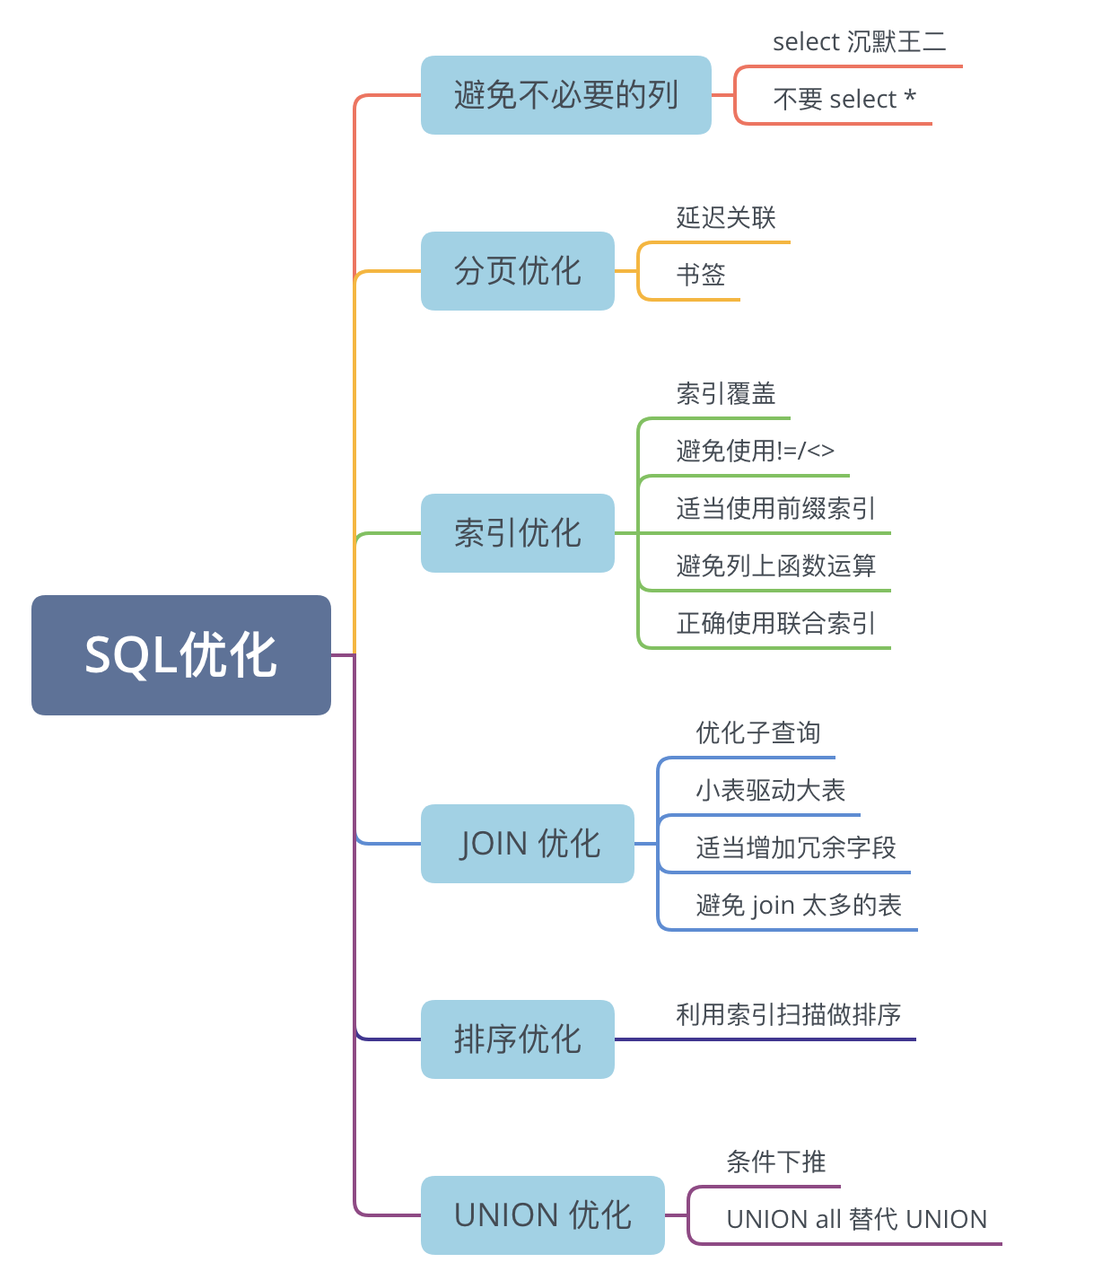 SQL优化
避免不必要的列
select 沉默王二
不要 select *
分页优化
延迟关联
书签
索引优化
索引覆盖
避免使用!=/<>
适当使用前缀索引
避免列上函数运算
正确使用联合索引
JOIN 优化
优化子查询
小表驱动大表
适当增加冗余字段
避免 join 太多的表
排序优化
利用索引扫描做排序
UNION 优化
条件下推
UNION all 替代 UNION